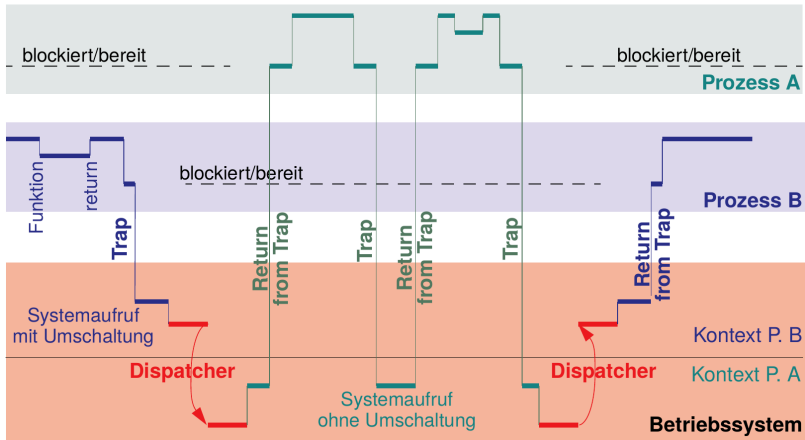 blockiert/bereit
blockiert/bereit
Prozess A
Funktion
return
blockiert/bereit
Prozess B
Trap
Return
from Trap
Trap
Return
from Trap
Trap
Return
from Trap
Systemaufruf
mit Umschaltung
Kontext P. B
Dispatcher
Dispatcher
Kontext P. A
Systemaufruf
ohne Umschaltung
Betriebssystem